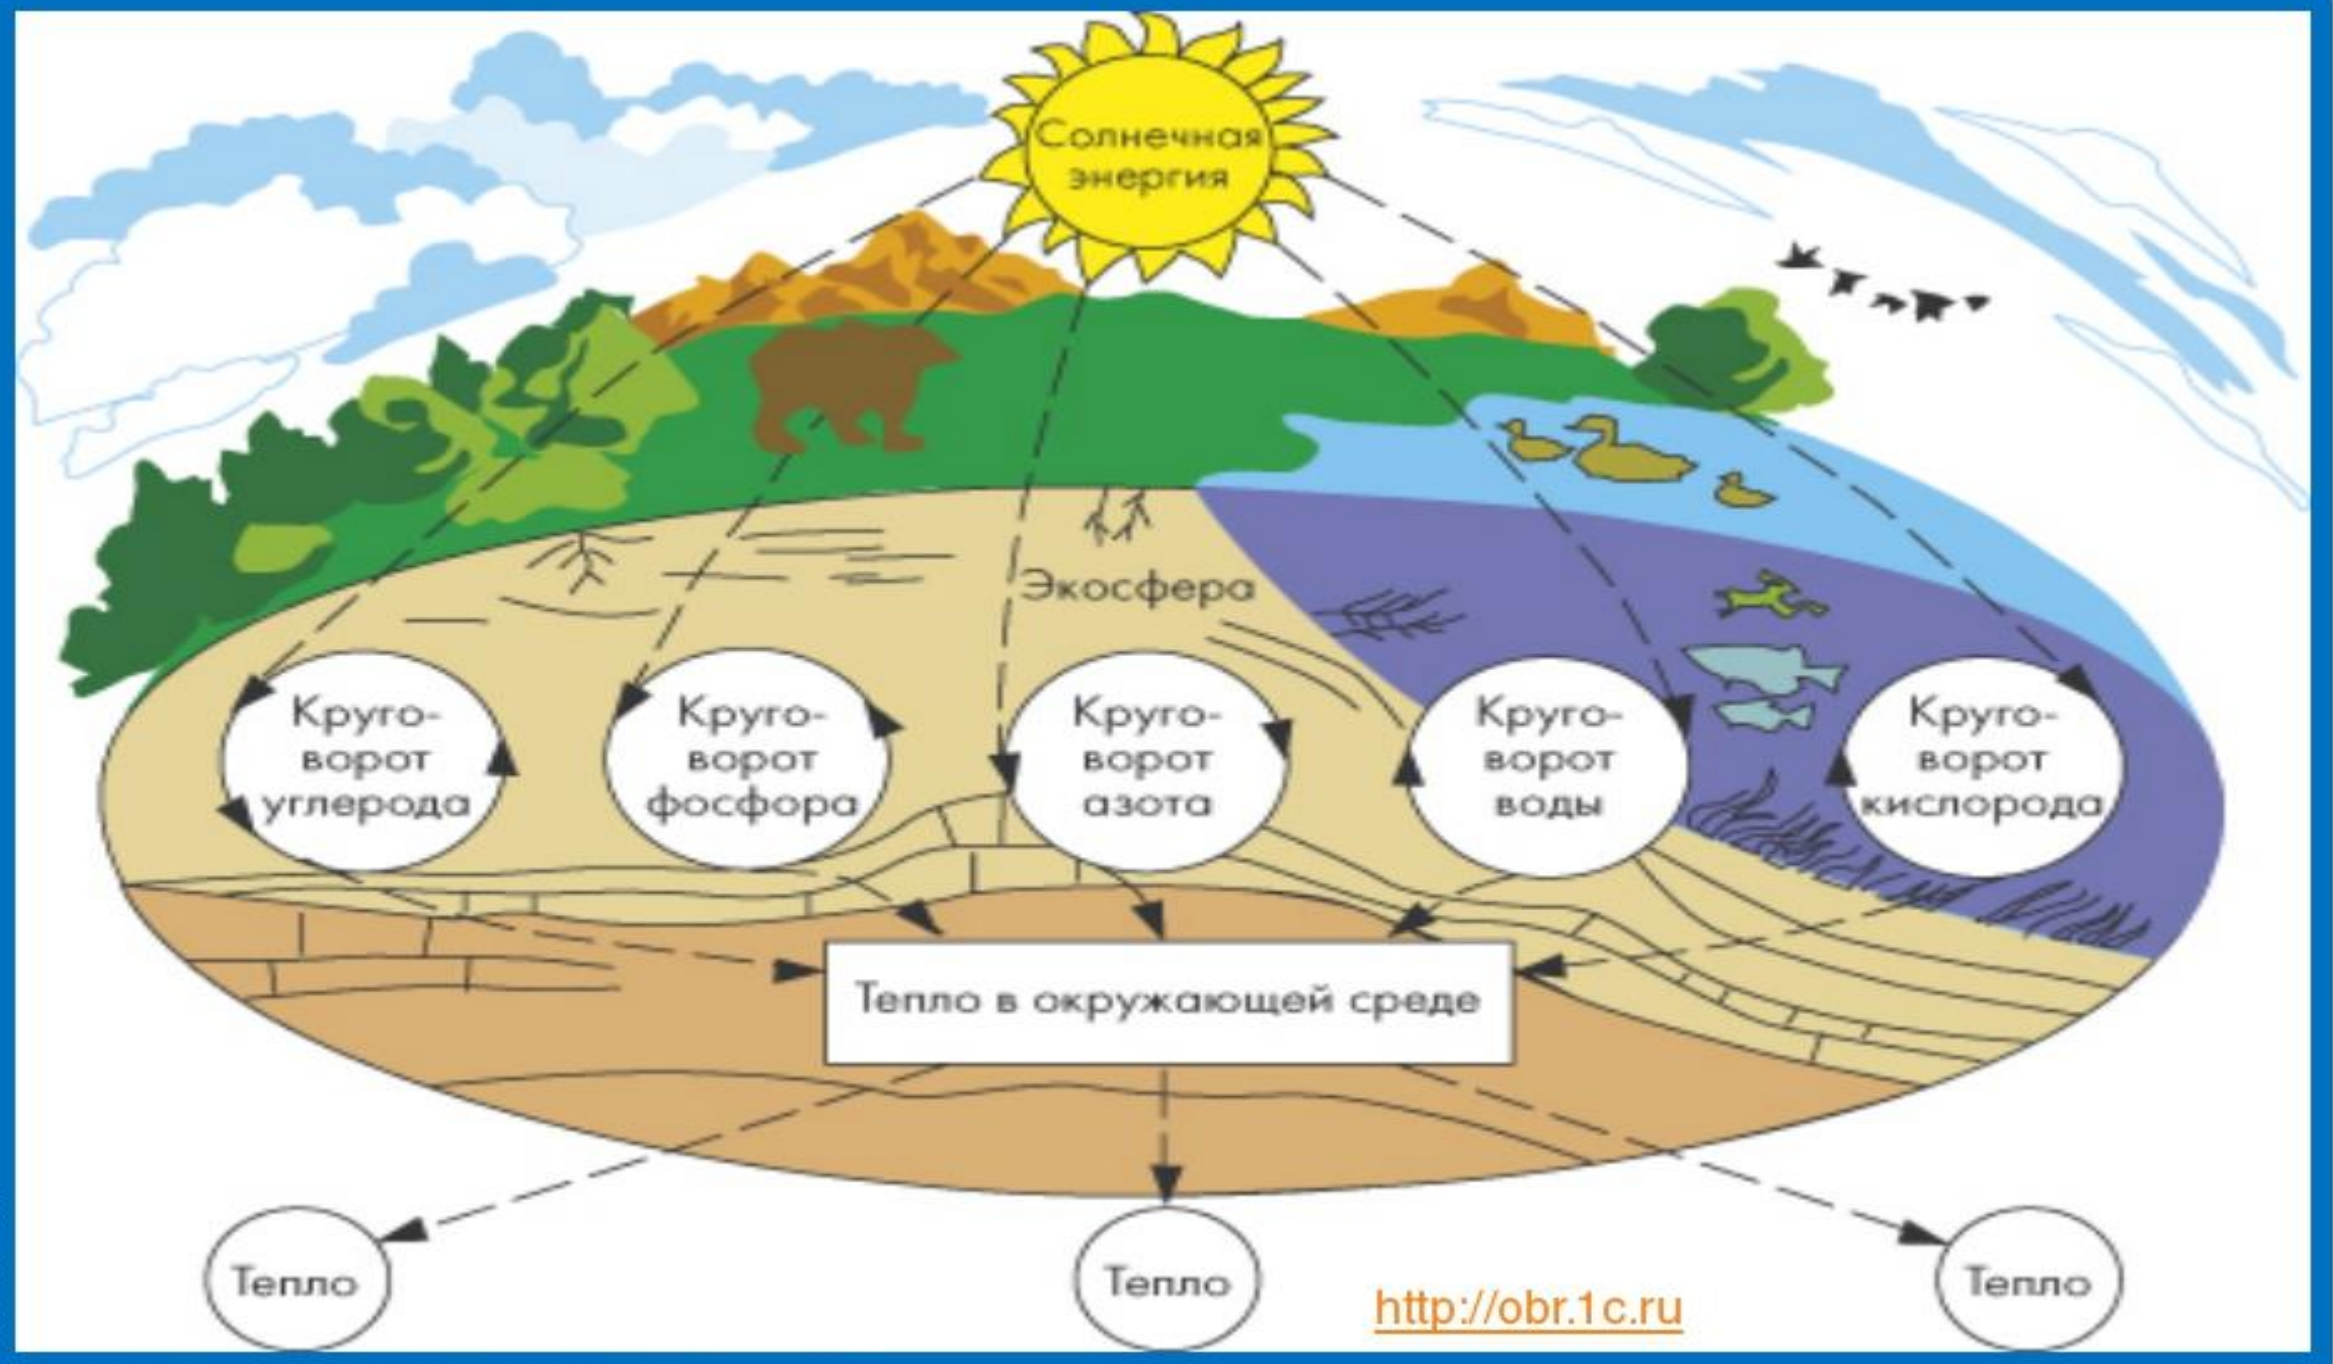 Солнечная
энергия
Экосфера
Круго-
ворот
углерода
Круго-
ворот
фосфора
Круго-
ворот
азота
Круго-
ворот
воды
Круго-
ворот
кислорода
Тепло в окружающей среде
Тепло
Тепло
Тепло
http://obr.1c.ru